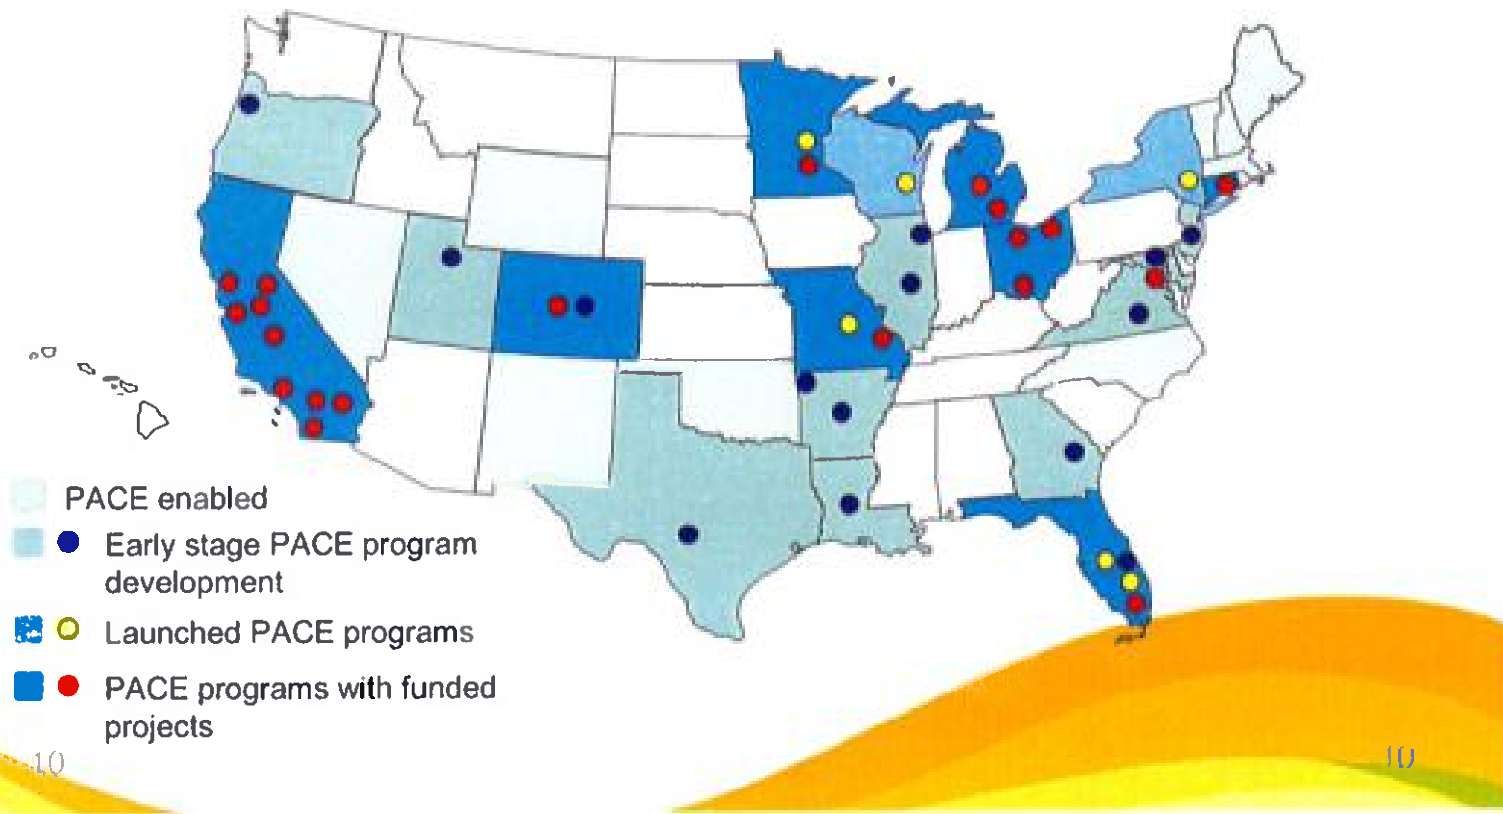 PACE enabled
Early stage PACE program
development
Launched PACE programs
PACE programs with funded
projects
10
10